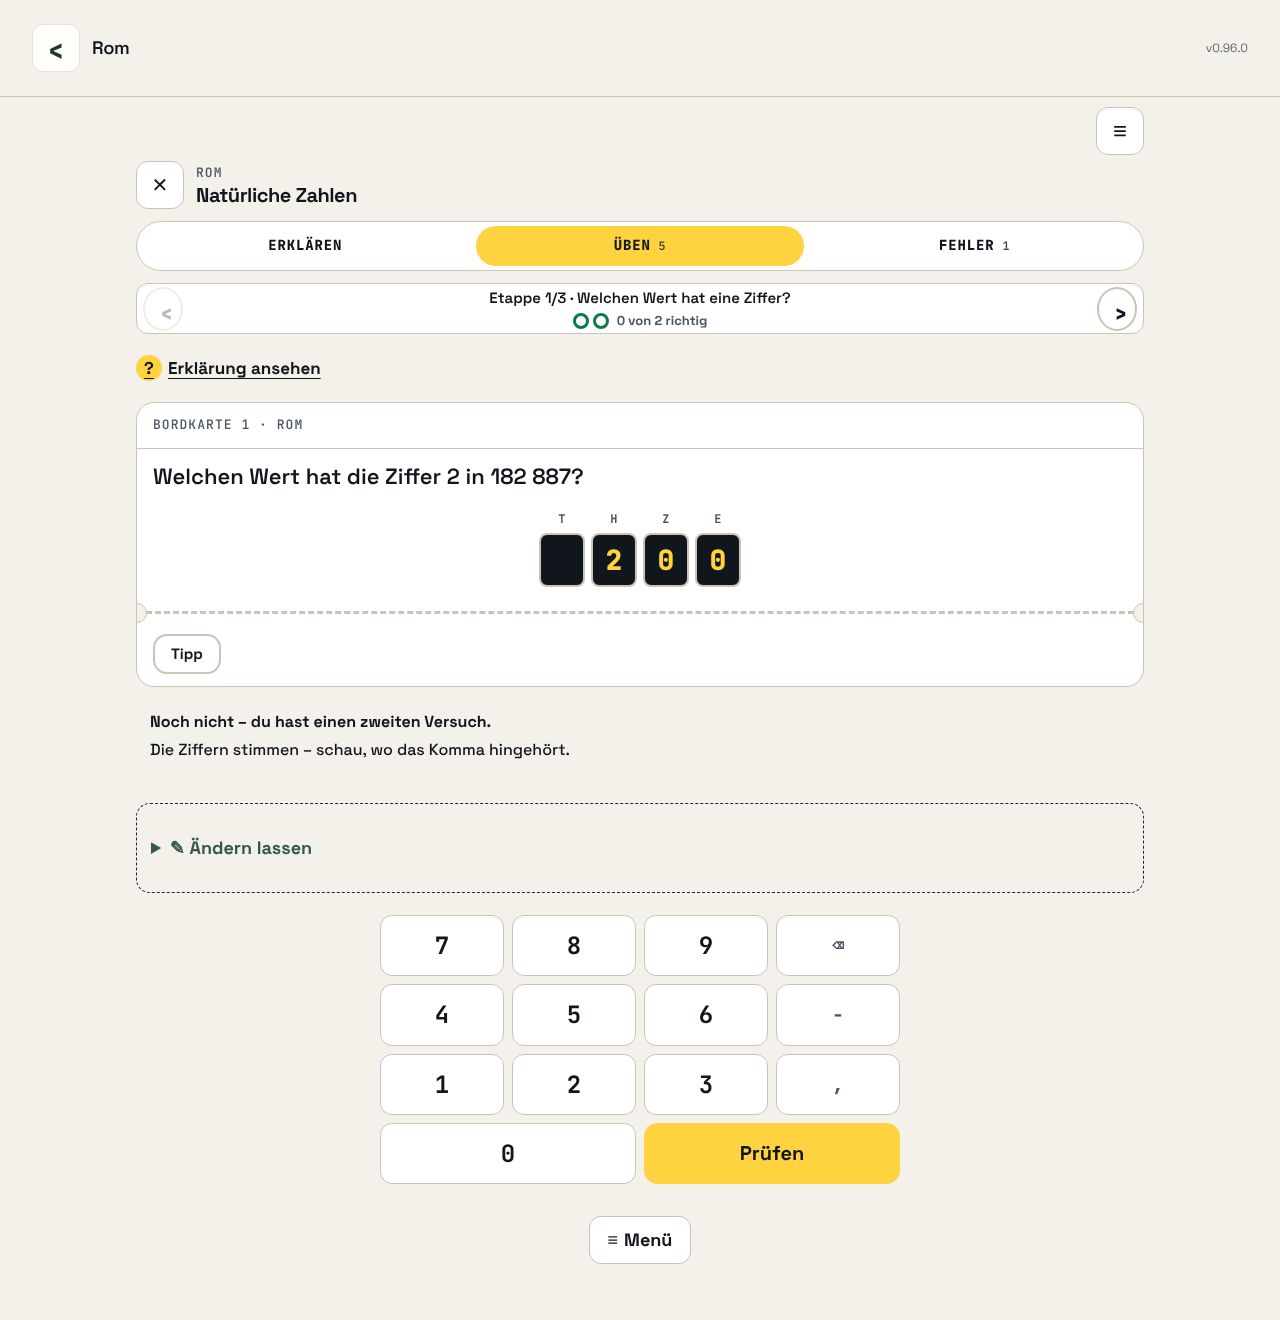 <
Rom
v0.96.0
≡
✕
ROM
Natürliche Zahlen
ERKLÄREN
ÜBEN 5
FEHLER 1
<
Etappe 1/3 · Welchen Wert hat eine Ziffer?
0 von 2 richtig
>
? Erklärung ansehen
BORDKARTE 1 · ROM
Welchen Wert hat die Ziffer 2 in 182 887?
T H Z E
2 0 0
Tipp
Noch nicht – du hast einen zweiten Versuch.
Die Ziffern stimmen – schau, wo das Komma hingehört.
▶ ✎ Ändern lassen
7 8 9 ⌫
4 5 6 -
1 2 3 ,
0 Prüfen
≡ Menü